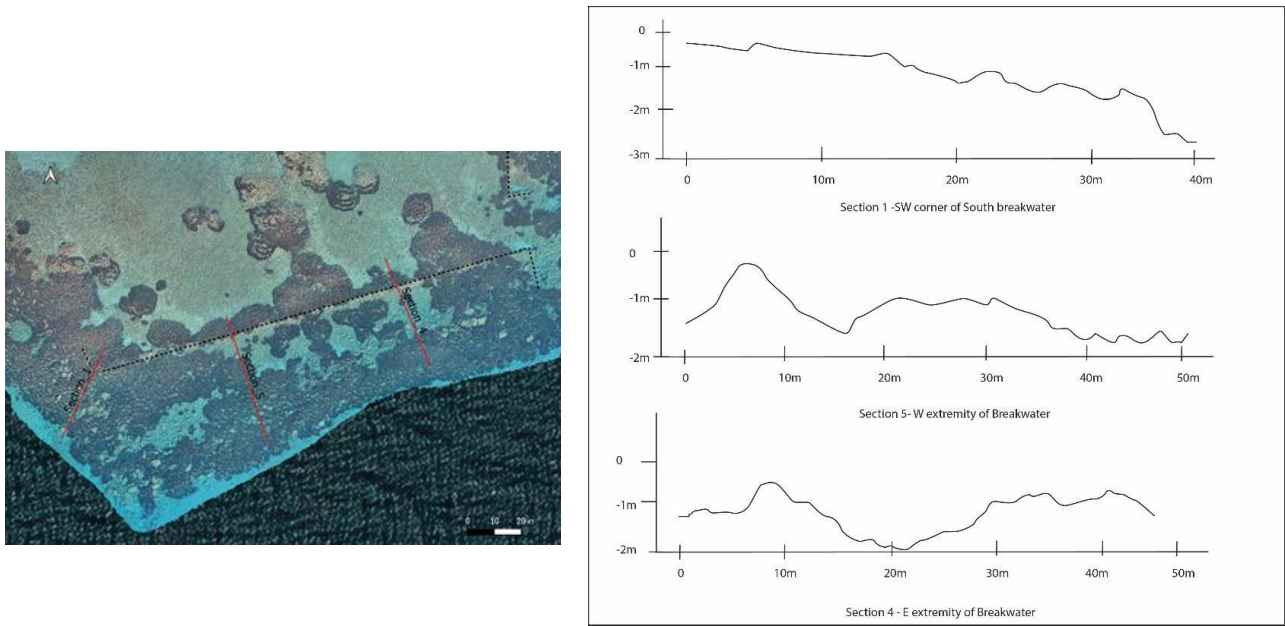 Section 1
Section 5
Section 4
0 10 20 m
0
-1m
-2m
-3m
0 10m 20m 30m 40m
Section 1 -SW corner of South breakwater
0
-1m
-2m
0 10m 20m 30m 40m 50m
Section 5- W extremity of Breakwater
0
-1m
-2m
0 10m 20m 30m 40m 50m
Section 4 - E extremity of Breakwater